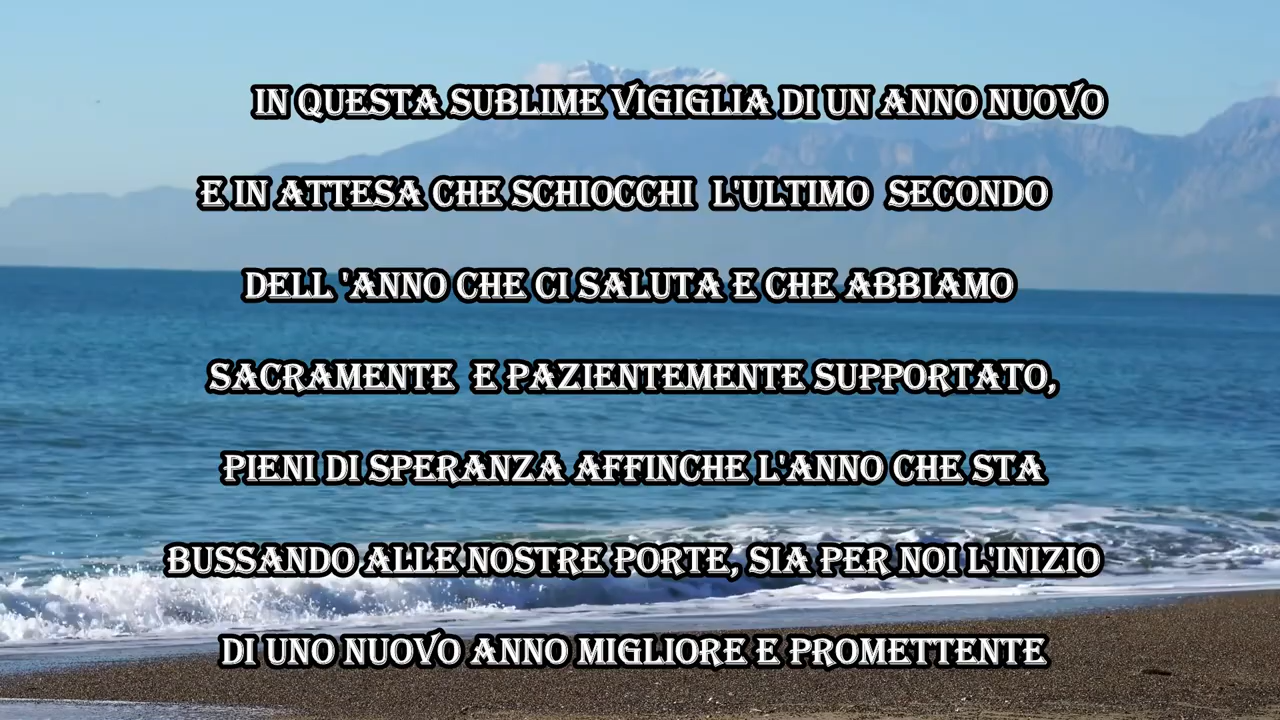 IN QUESTA SUBLIME VIGIGLIA DI UN ANNO NUOVO
E IN ATTESA CHE SCHIOCCHI L'ULTIMO SECONDO
DELL 'ANNO CHE CI SALUTA E CHE ABBIAMO
SACRAMENTE E PAZIENTEMENTE SUPPORTATO,
PIENI DI SPERANZA AFFINCHE L'ANNO CHE STA
BUSSANDO ALLE NOSTRE PORTE, SIA PER NOI L'INIZIO
DI UNO NUOVO ANNO MIGLIORE E PROMETTENTE